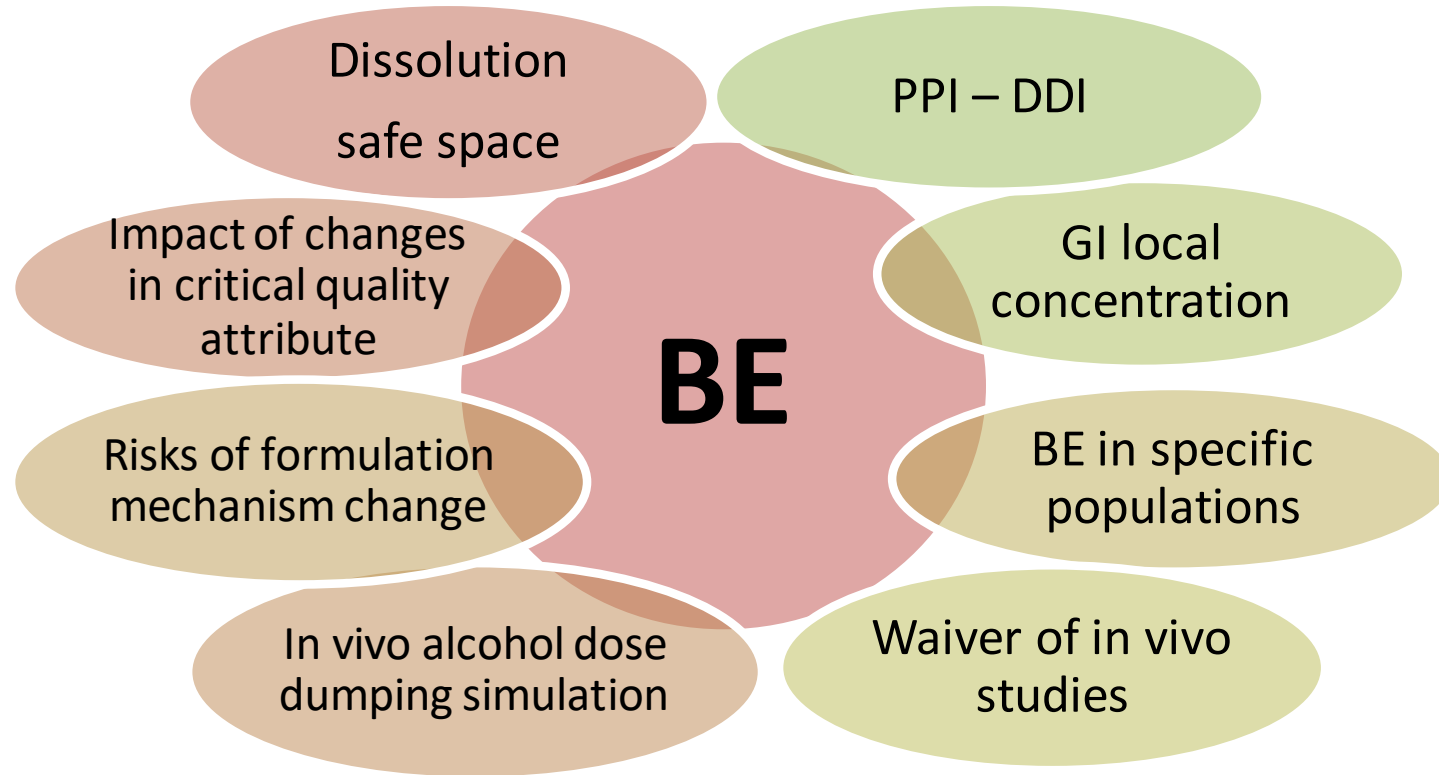 Dissolution
safe space
PPI – DDI
Impact of changes
in critical quality
attribute
GI local
concentration
BE
Risks of formulation
mechanism change
BE in specific
populations
In vivo alcohol dose
dumping simulation
Waiver of in vivo
studies